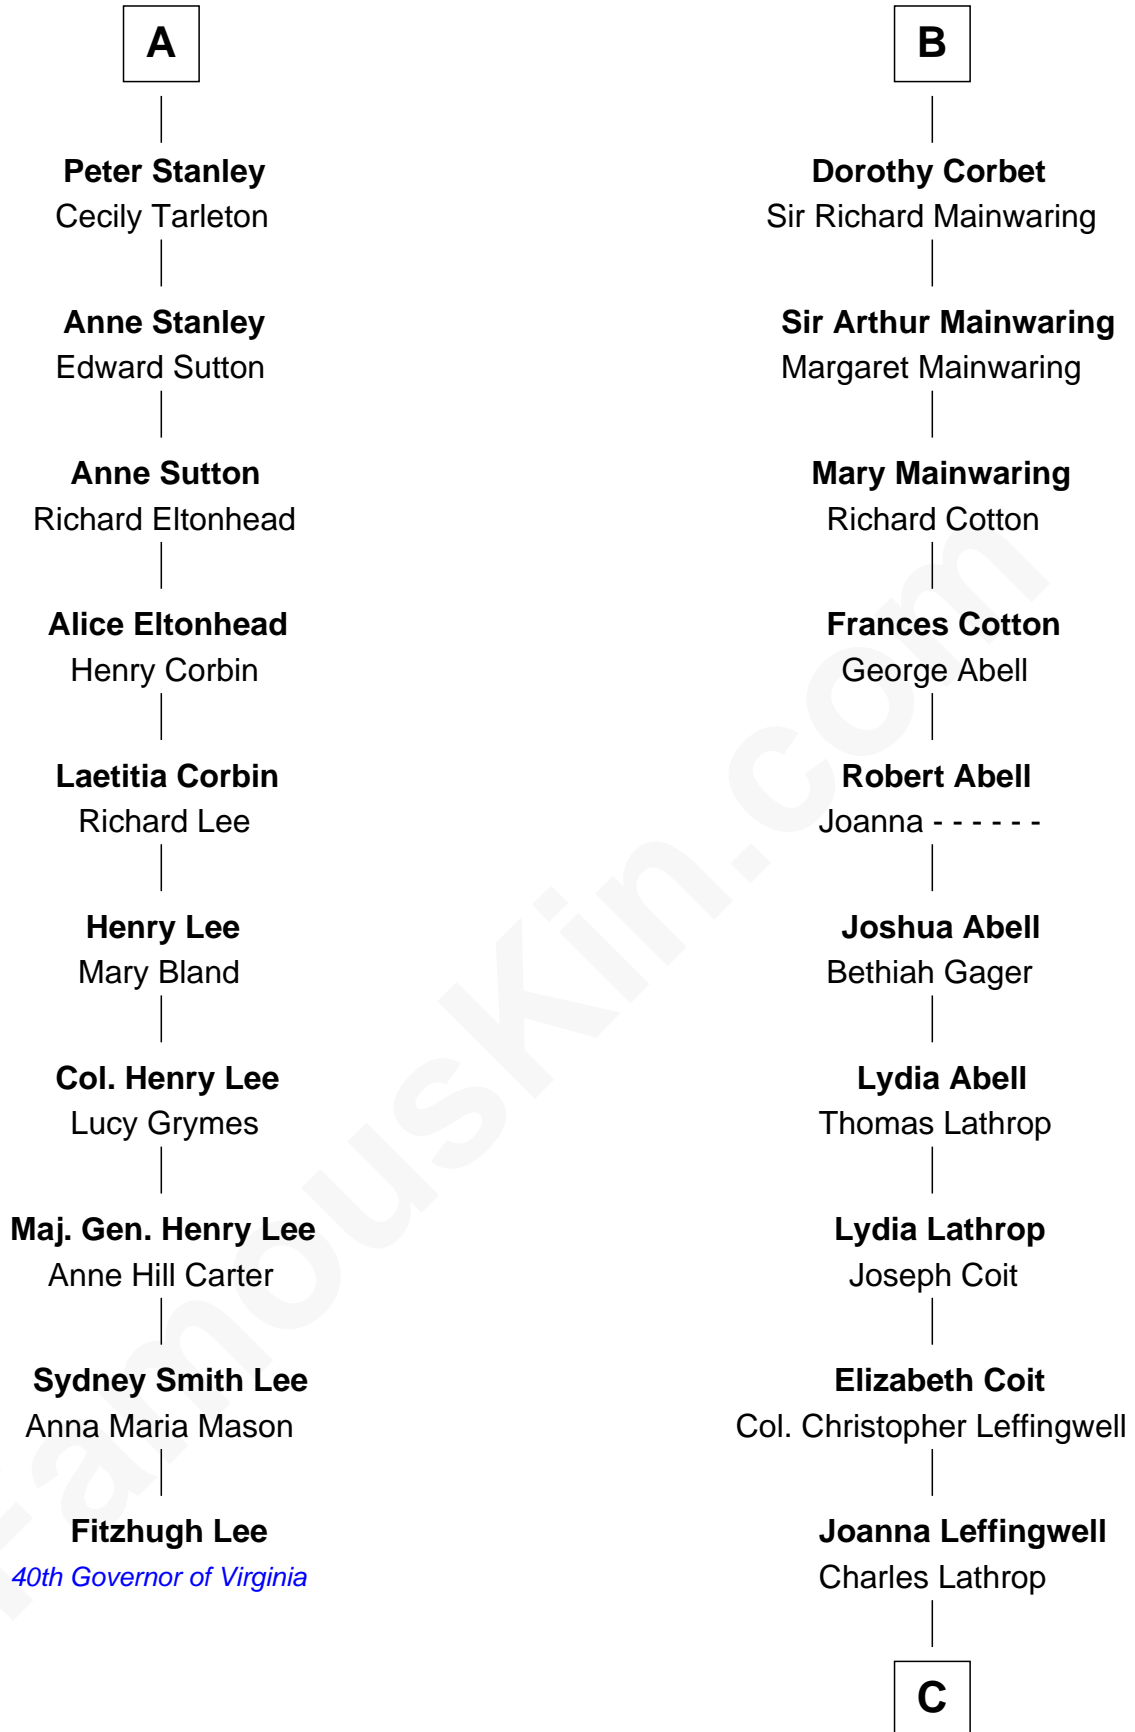 A
Peter Stanley
Cecily Tarleton
Anne Stanley
Edward Sutton
Anne Sutton
Richard Eltonhead
Alice Eltonhead
Henry Corbin
Laetitia Corbin
Richard Lee
Henry Lee
Mary Bland
Col. Henry Lee
Lucy Grymes
Maj. Gen. Henry Lee
Anne Hill Carter
Sydney Smith Lee
Anna Maria Mason
Fitzhugh Lee
40th Governor of Virginia
B
Dorothy Corbet
Sir Richard Mainwaring
Sir Arthur Mainwaring
Margaret Mainwaring
Mary Mainwaring
Richard Cotton
Frances Cotton
George Abell
Robert Abell
Joanna - - - - - -
Joshua Abell
Bethiah Gager
Lydia Abell
Thomas Lathrop
Lydia Lathrop
Joseph Coit
Elizabeth Coit
Col. Christopher Leffingwell
Joanna Leffingwell
Charles Lathrop
C
FamousKin.com